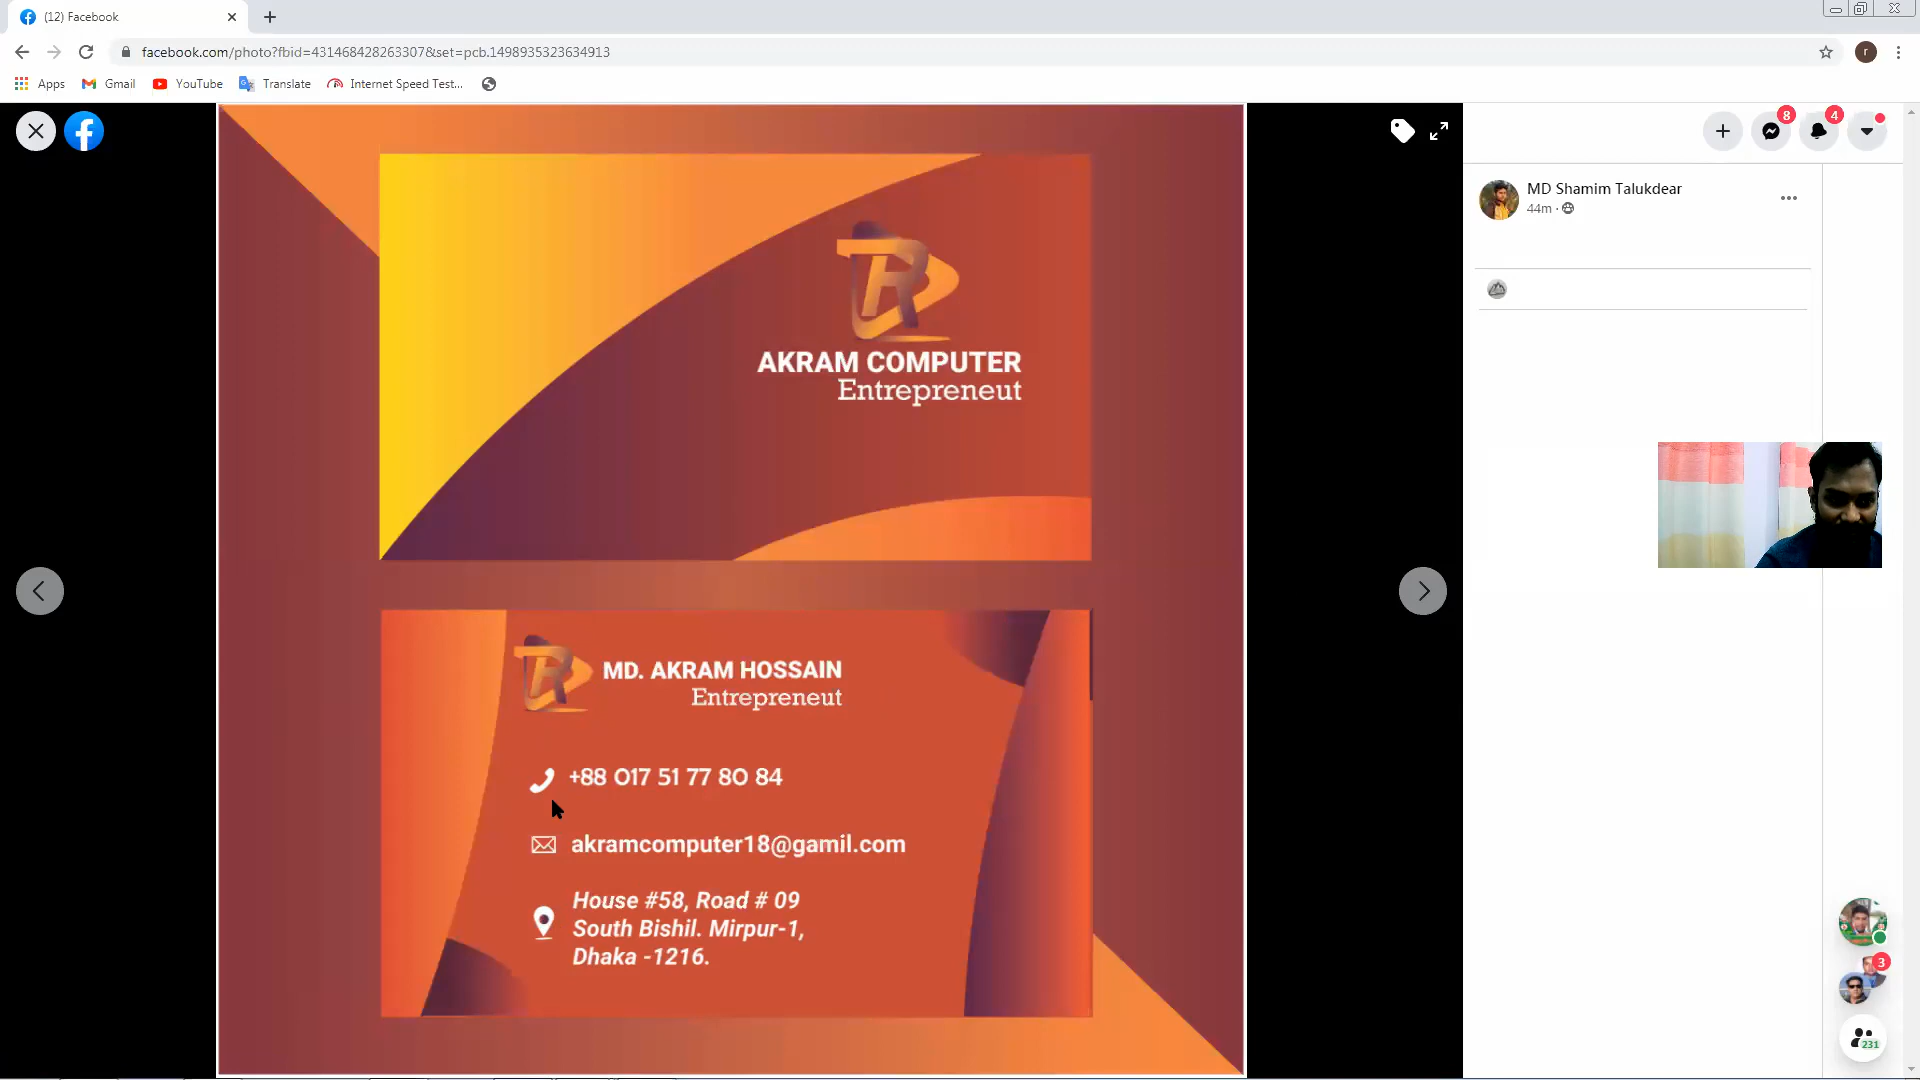 (12) Facebook
facebook.com/photo?fbid=431468428263307&set=pcb.1498935323634913
r
Apps
Gmail
YouTube
Translate
Internet Speed Test...
8
4
MD Shamim Talukdear
44m ·
R
AKRAM COMPUTER
Entrepreneut
R
MD. AKRAM HOSSAIN
Entrepreneut
+88 017 51 77 80 84
akramcomputer18@gamil.com
House #58, Road # 09
South Bishil. Mirpur-1,
Dhaka -1216.
3
231